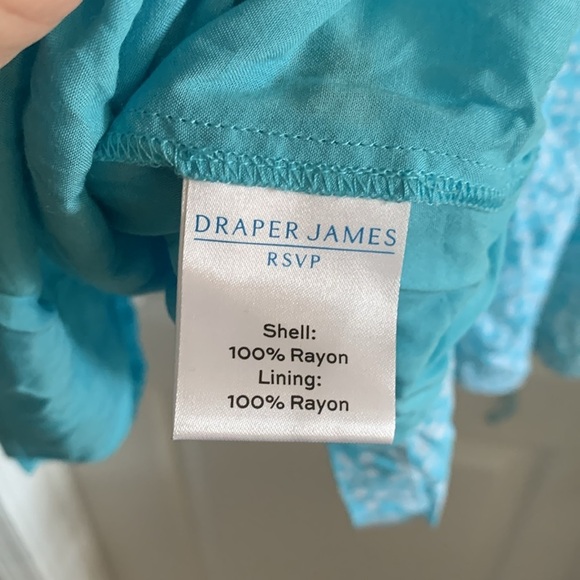 DRAPER JAMES
RSVP
Shell:
100% Rayon
Lining:
100% Rayon